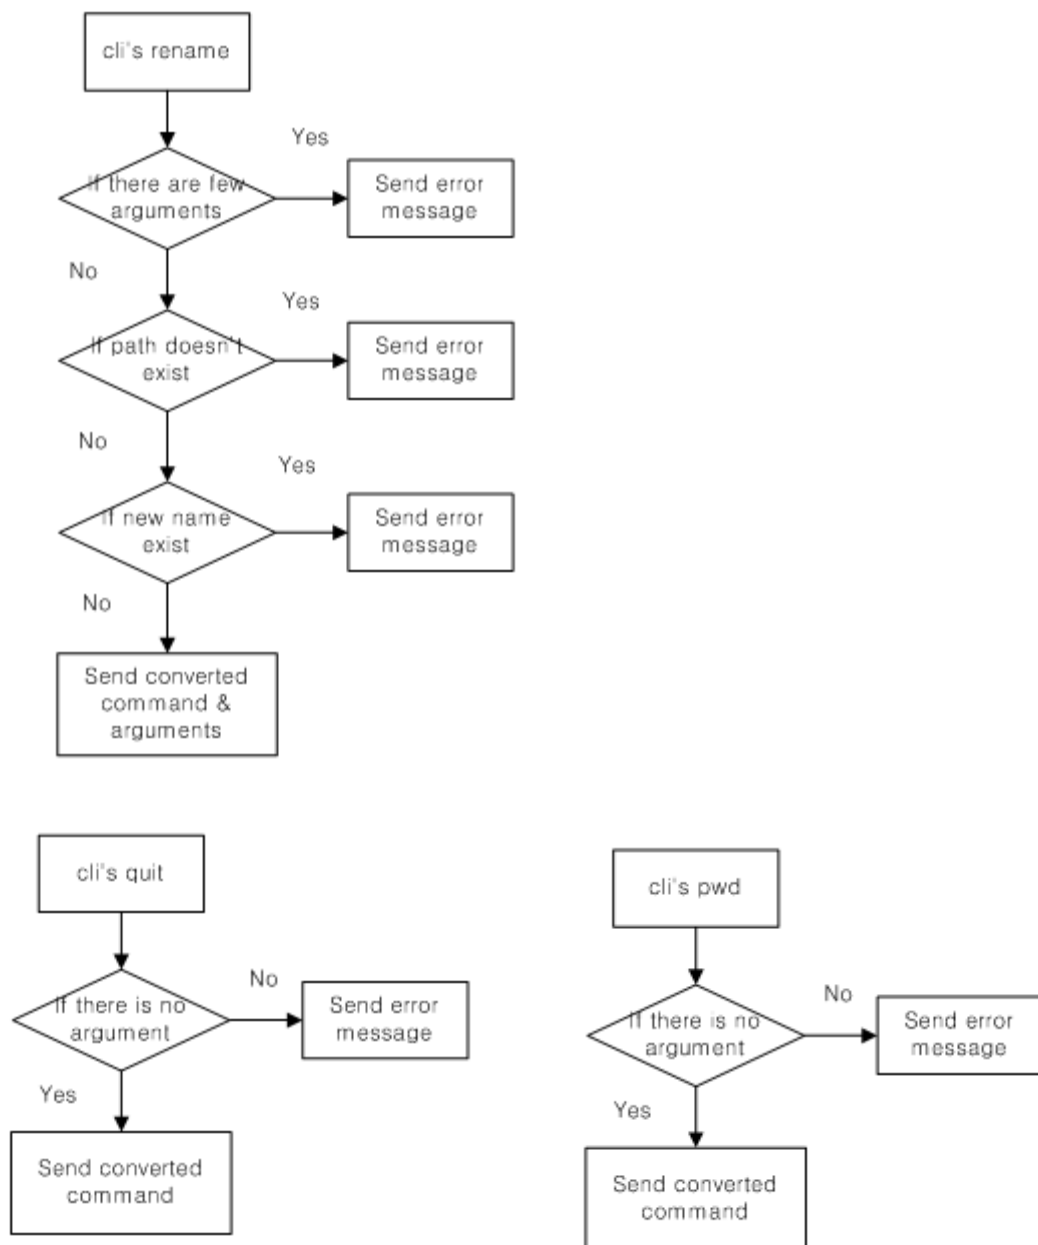 cli's rename
Yes
If there are few
arguments
Send error
message
No
Yes
If path doesn't
exist
Send error
message
No
Yes
If new name
exist
Send error
message
No
Send converted
command &
arguments
cli's quit
No
If there is no
argument
Send error
message
Yes
Send converted
command
cli's pwd
No
If there is no
argument
Send error
message
Yes
Send converted
command